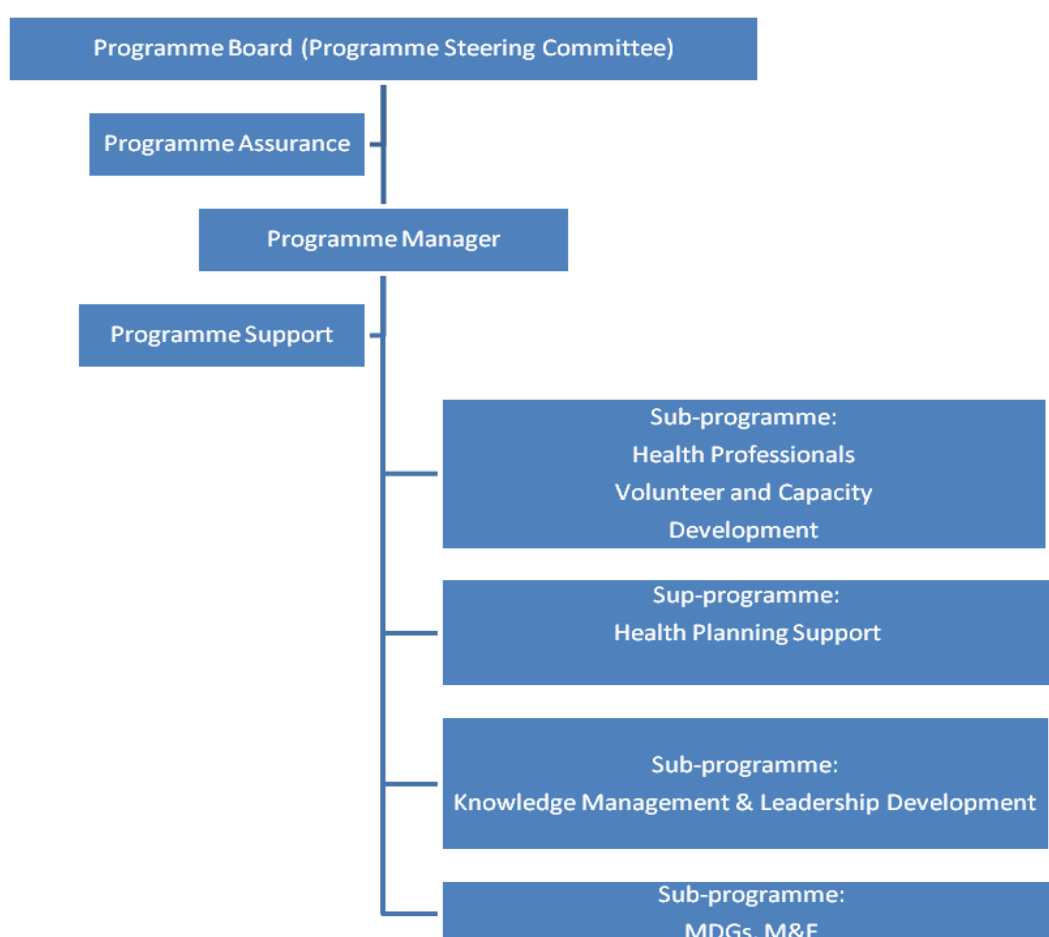 Programme Board (Programme Steering Committee)
Programme Assurance
Programme Manager
Programme Support
Sub-programme:
Health Professionals
Volunteer and Capacity
Development
Sup-programme:
Health Planning Support
Sub-programme:
Knowledge Management & Leadership Development
Sub-programme:
MDGs, M&E